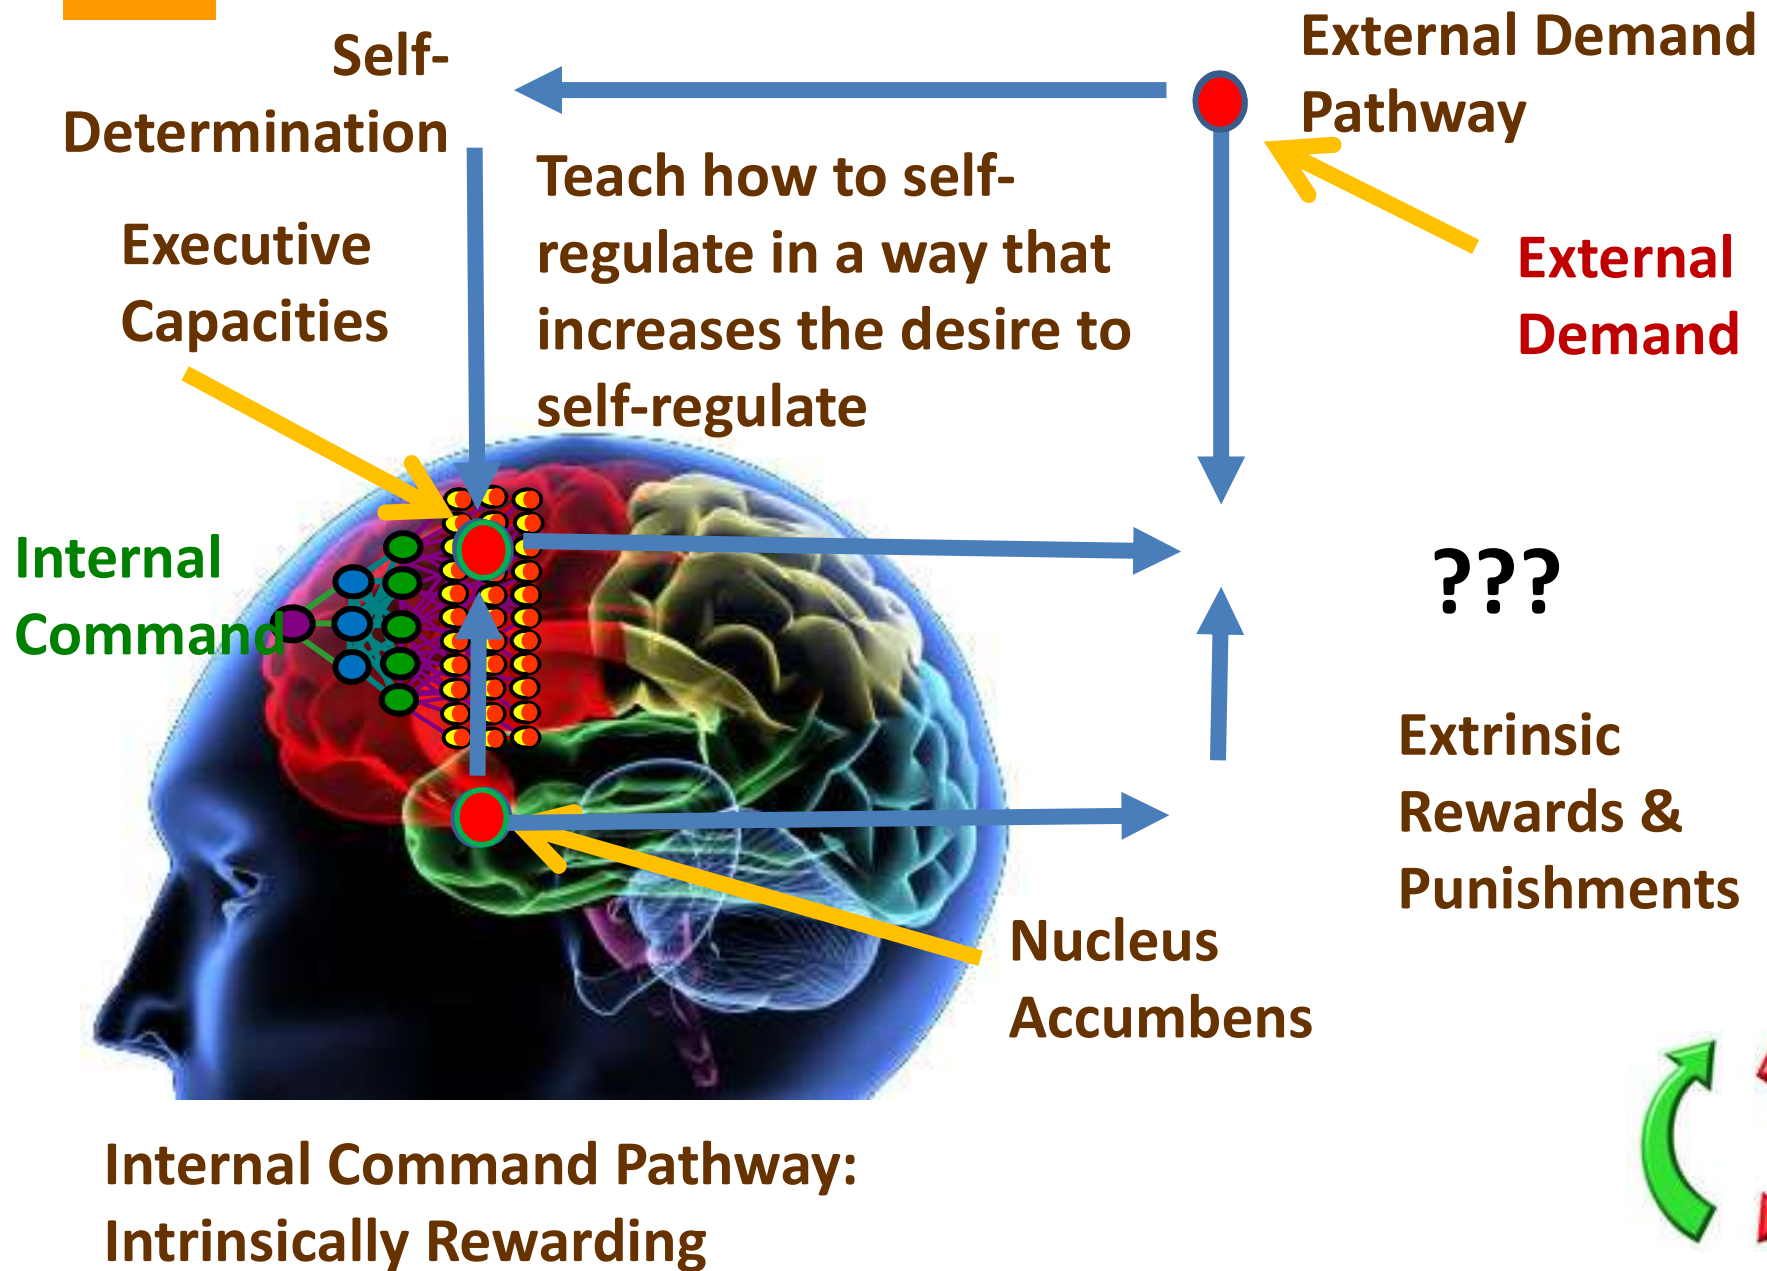 Self-
Determination
External Demand
Pathway
Teach how to self-
regulate in a way that
increases the desire to
self-regulate
Executive
Capacities
External
Demand
Internal
Command
???
Extrinsic
Rewards &
Punishments
Nucleus
Accumbens
Internal Command Pathway:
Intrinsically Rewarding